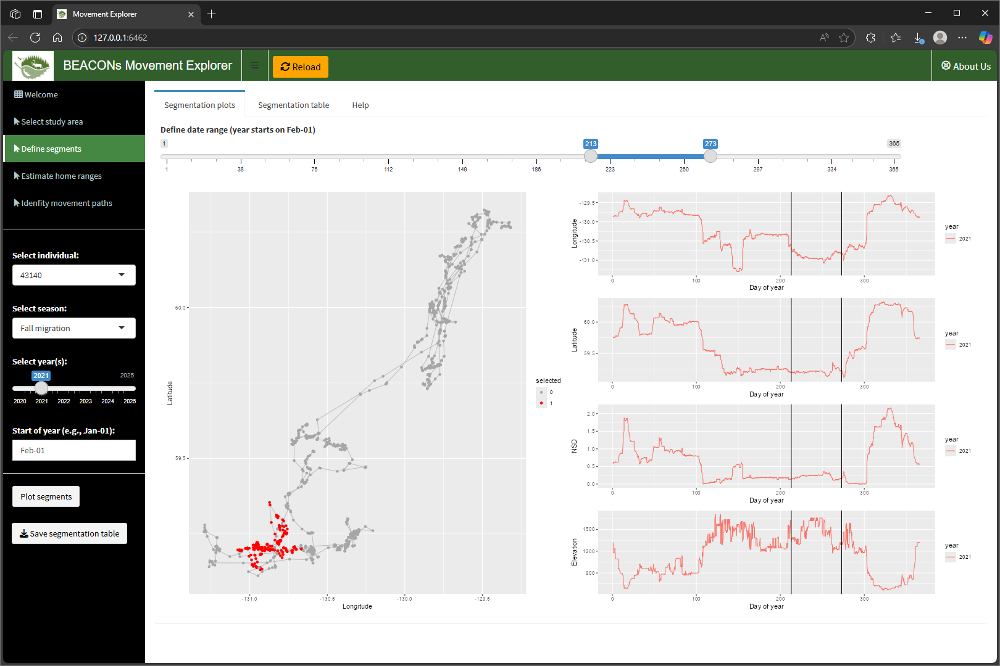 Movement Explorer
127.0.0.1:6462
BEACONs Movement Explorer
Reload
About Us
Welcome
Select study area
Define segments
Estimate home ranges
Idenfity movement paths
Select individual:
43140
Select season:
Fall migration
Select year(s):
2021
2025
2020 2021 2022 2023 2024 2025
Start of year (e.g., Jan-01):
Feb-01
Plot segments
Save segmentation table
Segmentation plots
Segmentation table
Help
Define date range (year starts on Feb-01)
1 213 273 365
1 38 75 112 149 186 223 260 297 334 365
Latitude
60.0
59.5
-131.0 -130.5 -130.0 -129.5
Longitude
selected
0
1
Longitude
-129.5
-130.0
-130.5
-131.0
0 100 200 300
Day of year
year
2021
Latitude
60.0
59.5
0 100 200 300
Day of year
year
2021
NSD
2.0
1.5
1.0
0.5
0.0
0 100 200 300
Day of year
year
2021
Elevation
1500
1200
900
0 100 200 300
Day of year
year
2021